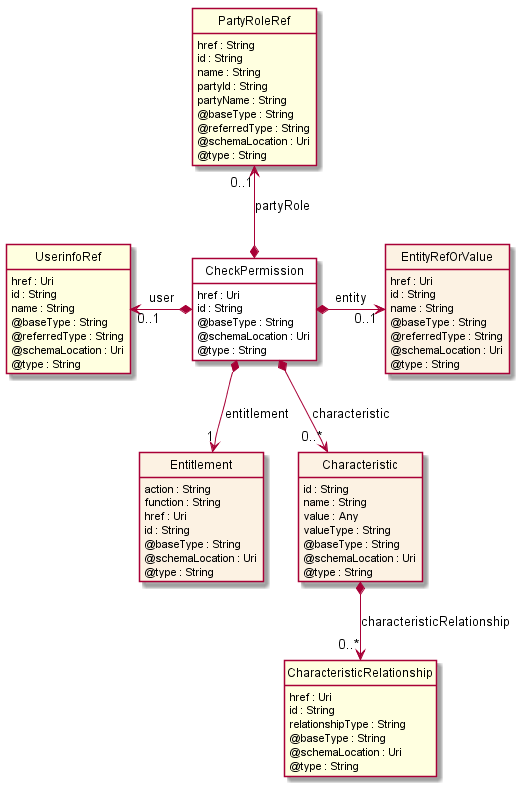 PartyRoleRef
href : String
id : String
name : String
partyId : String
partyName : String
@baseType : String
@referredType : String
@schemaLocation : Uri
@type : String
0..1
partyRole
UserinfoRef
href : Uri
id : String
name : String
@baseType : String
@referredType : String
@schemaLocation : Uri
@type : String
user
0..1
CheckPermission
href : Uri
id : String
@baseType : String
@schemaLocation : Uri
@type : String
entity
0..1
EntityRefOrValue
href : Uri
id : String
name : String
@baseType : String
@referredType : String
@schemaLocation : Uri
@type : String
entitlement
1
characteristic
0..*
Entitlement
action : String
function : String
href : Uri
id : String
@baseType : String
@schemaLocation : Uri
@type : String
Characteristic
id : String
name : String
value : Any
valueType : String
@baseType : String
@schemaLocation : Uri
@type : String
characteristicRelationship
0..*
CharacteristicRelationship
href : Uri
id : String
relationshipType : String
@baseType : String
@schemaLocation : Uri
@type : String